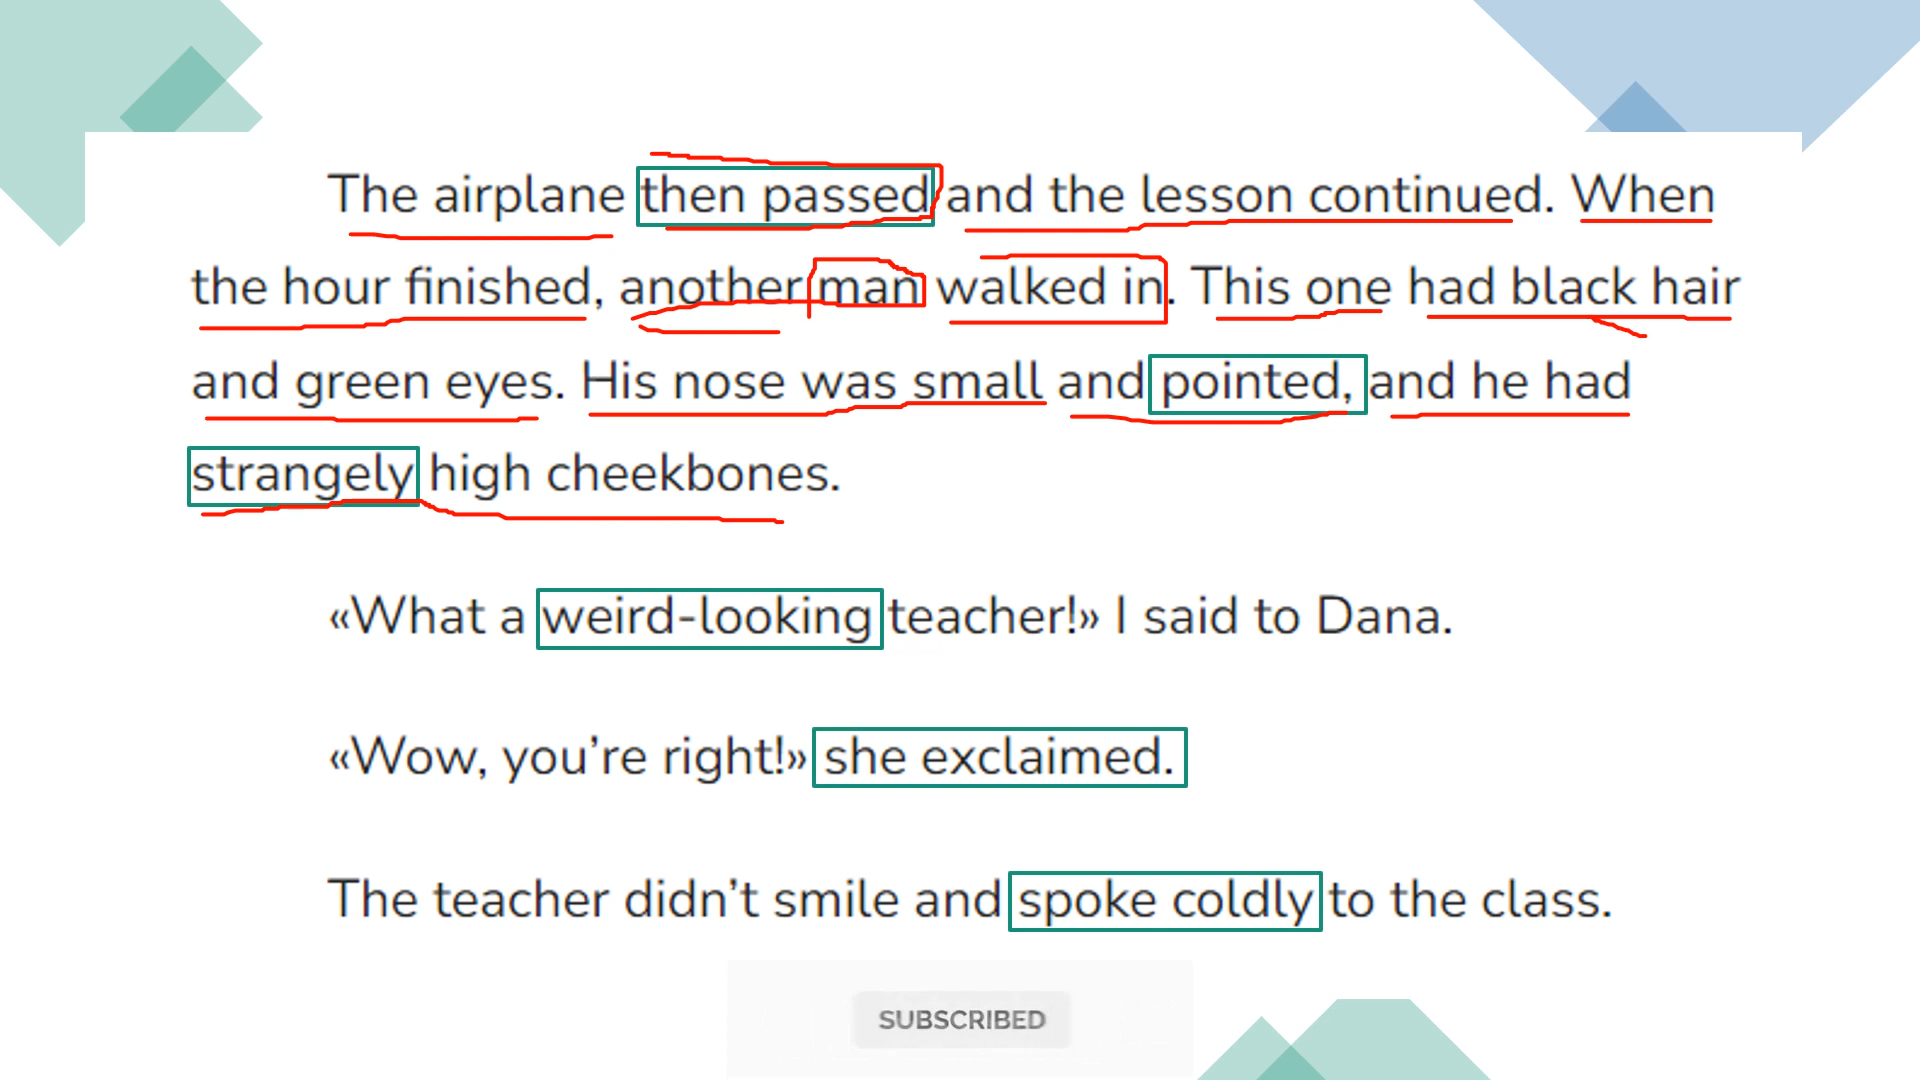 The airplane then passed and the lesson continued. When
the hour finished, another man walked in. This one had black hair
and green eyes. His nose was small and pointed, and he had
strangely high cheekbones.
«What a weird-looking teacher!» I said to Dana.
«Wow, you’re right!» she exclaimed.
The teacher didn’t smile and spoke coldly to the class.
SUBSCRIBED